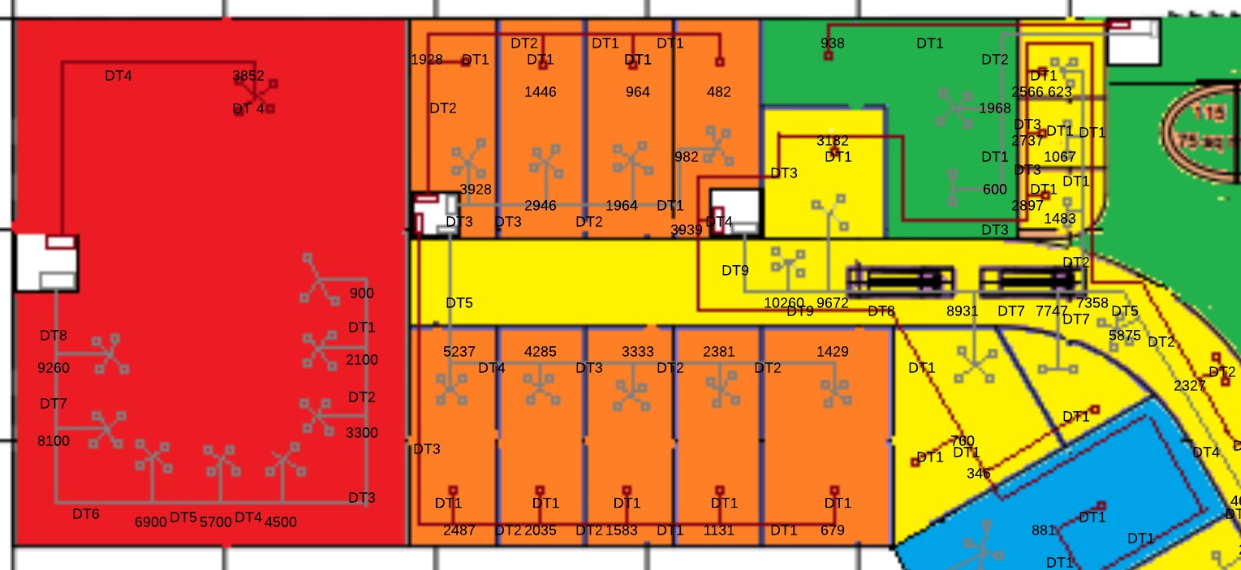 938
DT1
DT2
DT1
DT1
1928
DT1
DT1
DT1
DT2
DT4
3852
DT1
115
DT 4
1446
964
482
2566 623
DT2
1968
DT3
DT1
DT1
2737
75
982
3182
DT1
DT1
1067
DT3
DT3
DT1
3928
DT1
600
2946
1964
DT1
2897
DT3
DT3
DT2
DT4
1483
3939
DT3
DT9
DT2
900
DT5
10260
9672
DT9
DT8
8931
DT7
7747
DT7
7358
DT5
DT8
DT1
5875
9260
2100
5237
4285
3333
2381
1429
DT2
DT4
DT3
DT2
DT2
DT1
DT2
2327
DT7
DT2
8100
3300
DT1
760
DT3
DT1
DT1
DT4
346
DT3
DT1
DT1
DT1
DT1
DT1
DT6
6900
DT5
5700
DT4
4500
881
DT1
2487
DT2
2035
DT2
1583
1131
DT1
679
DT1
DT1